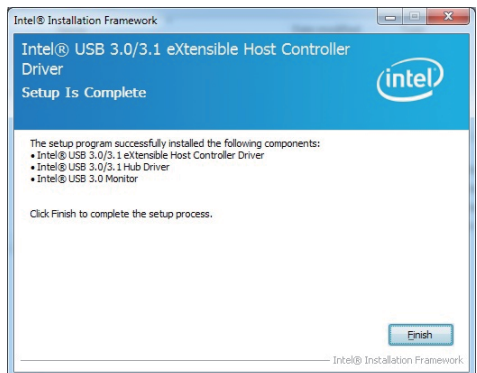 Intel® Installation Framework
Intel® USB 3.0/3.1 eXtensible Host Controller
Driver
Setup Is Complete
intel
The setup program successfully installed the following components:
• Intel® USB 3.0/3.1 eXtensible Host Controller Driver
• Intel® USB 3.0/3.1 Hub Driver
• Intel® USB 3.0 Monitor
Click Finish to complete the setup process.
Finish
Intel® Installation Framework